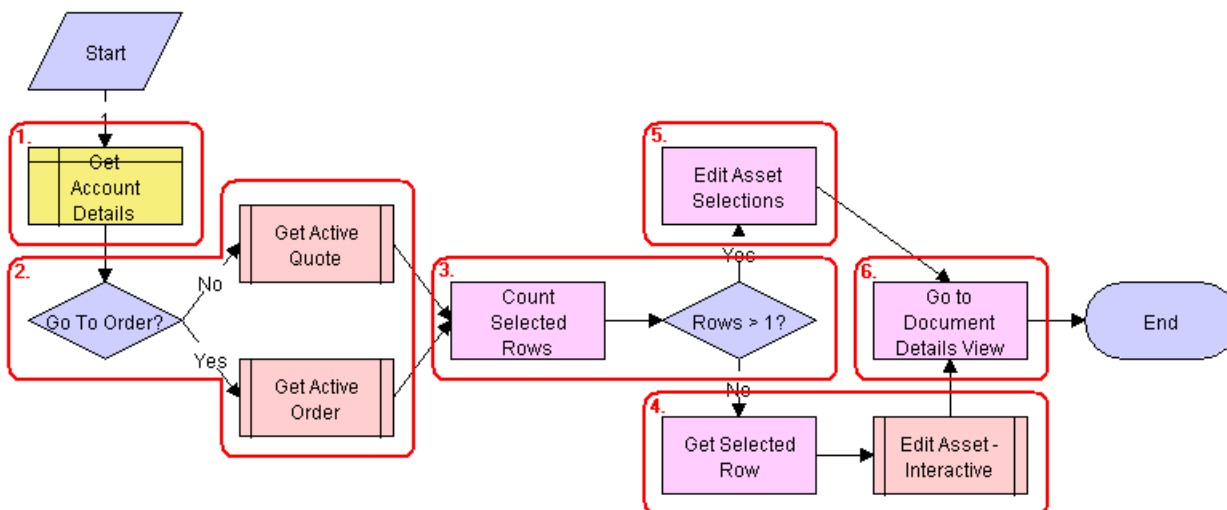 Start
1
1.
Get
Account
Details
2.
Go To Order?
No
Yes
Get Active
Quote
Get Active
Order
3.
Count
Selected
Rows
Rows > 1?
Yes
No
5.
Edit Asset
Selections
4.
Get Selected
Row
Edit Asset -
Interactive
6.
Go to
Document
Details View
End